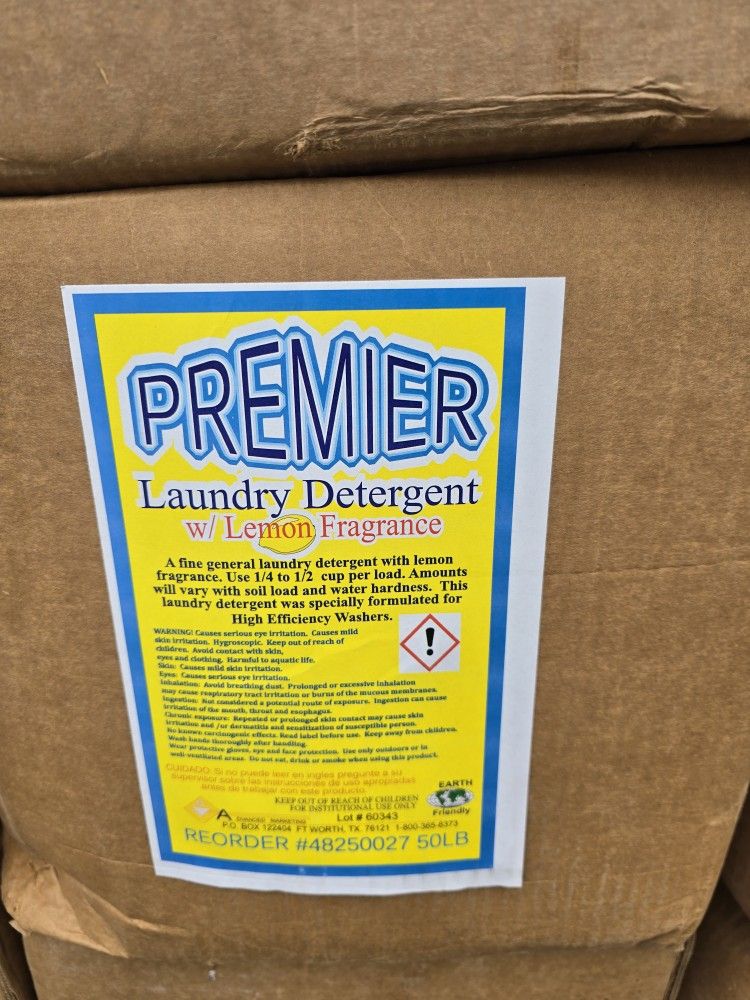 PREMIER
Laundry Detergent
w/ Lemon Fragrance
A fine general laundry detergent with lemon
fragrance. Use 1/4 to 1/2 cup per load. Amounts
will vary with soil load and water hardness. This
laundry detergent was specially formulated for
High Efficiency Washers.
WARNING! Causes serious eye irritation. Causes mild
skin irritation. Hygroscopic. Keep out of reach of
children. Avoid contact with skin,
eyes and clothing. Harmful to aquatic life.
Skin: Causes mild skin irritation.
Eyes: Causes serious eye irritation.
Inhalation: Avoid breathing dust. Prolonged or excessive inhalation
may cause respiratory tract irritation or burns of the mucous membranes.
Ingestion: Not considered a potential route of exposure. Ingestion can cause
irritation of the mouth, throat and esophagus.
Chronic exposure: Repeated or prolonged skin contact may cause skin
irritation and /or dermatitis and sensitization of susceptible person.
No known carcinogenic effects. Read label before use. Keep away from children.
Wash hands thoroughly after handling.
Wear protective gloves, eye and face protection. Use only outdoors or in
well-ventilated areas. Do not eat, drink or smoke when using this product.
CUIDADO: Si no puede leer en ingles pregunte a su
supervisor sobre las instrucciones de uso apropriadas
antes de trabajar con este producto.
KEEP OUT OF REACH OF CHILDREN
FOR INSTITUTIONAL USE ONLY
EARTH
Friendly
Lot # 60343
P.O. BOX 122404 FT WORTH, TX 76121 1-800-365-8373
REORDER #48250027 50LB